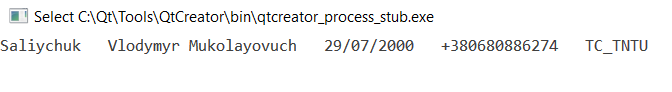 Select C:\Qt\Tools\QtCreator\bin\qtcreator_process_stub.exe
Saliychuk Vlodymyr Mukolayovuch 29/07/2000 +380680886274 TC_TNTU